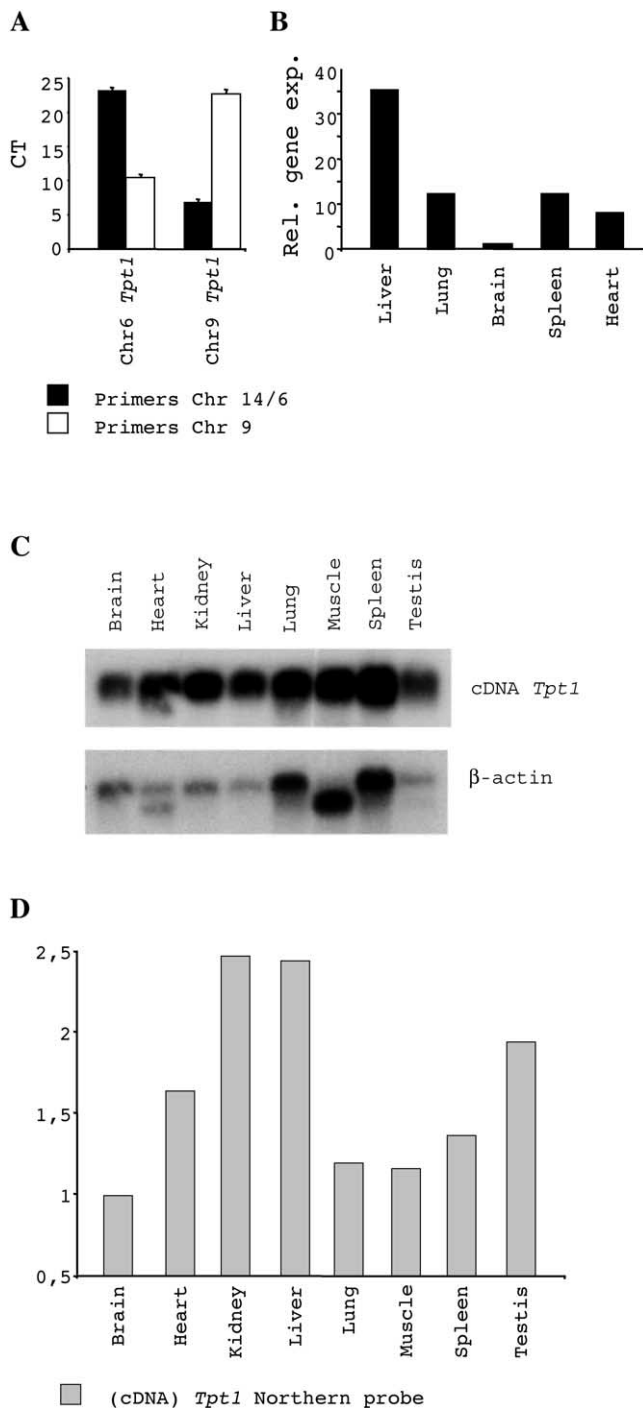 A
CT
25
20
15
10
5
0
Chr6 Tpt1
Chr9 Tpt1
Primers Chr 14/6
Primers Chr 9
B
Rel. gene exp.
40
30
20
10
0
Liver
Lung
Brain
Spleen
Heart
C
Brain
Heart
Kidney
Liver
Lung
Muscle
Spleen
Testis
cDNA Tpt1
β-actin
D
2,5
2
1,5
1
0,5
Brain
Heart
Kidney
Liver
Lung
Muscle
Spleen
Testis
(cDNA) Tpt1 Northern probe